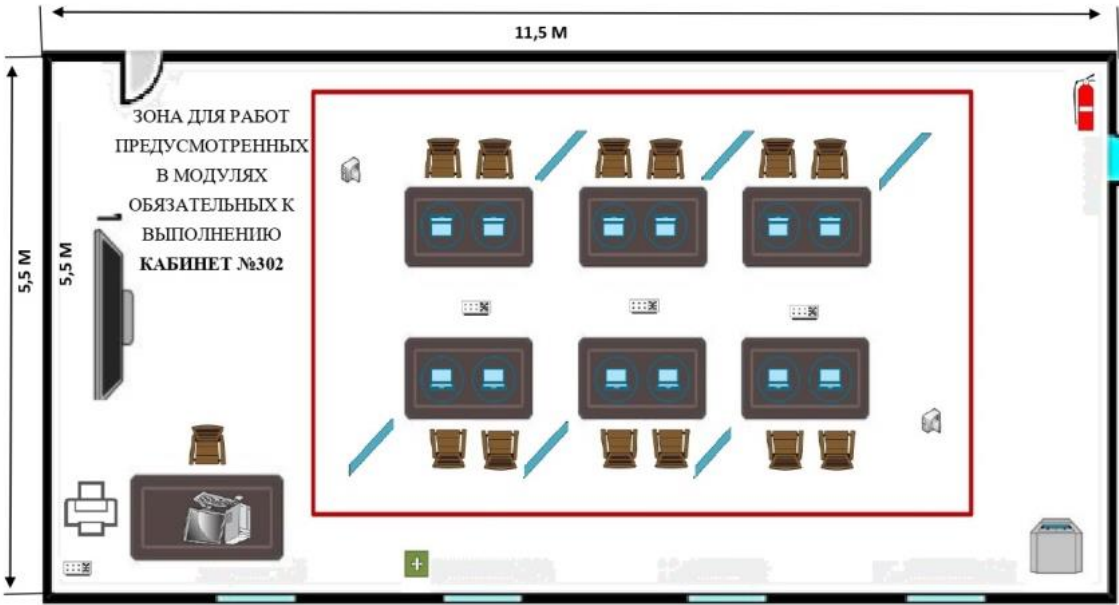 11,5 М
5,5 М
5,5 М
ЗОНА ДЛЯ РАБОТ
ПРЕДУСМОТРЕННЫХ
В МОДУЛЯХ
ОБЯЗАТЕЛЬНЫХ К
ВЫПОЛНЕНИЮ
КАБИНЕТ №302